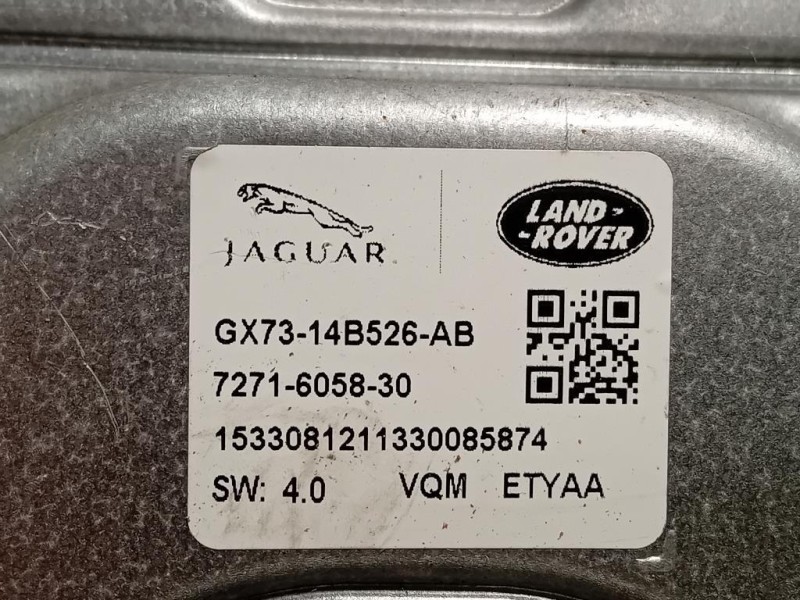 JAGUAR
LAND-
-ROVER
GX73-14B526-AB
7271-6058-30
1533081211330085874
SW: 4.0 VQM ETYAA